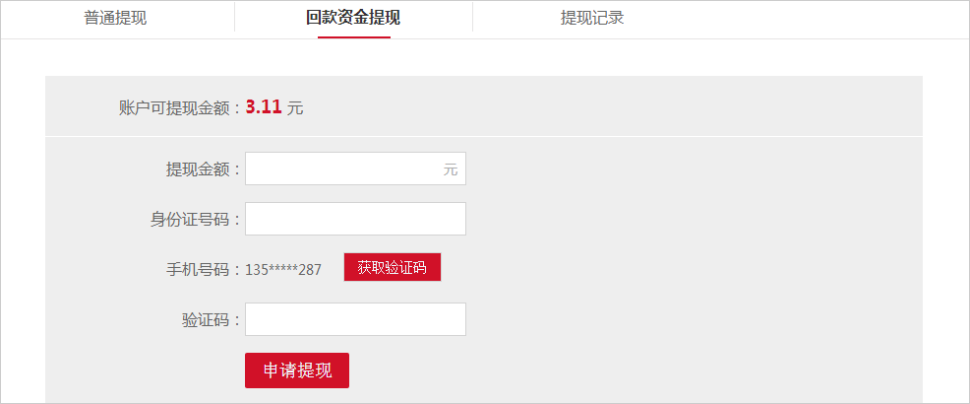 普通提现 回款资金提现 提现记录
账户可提现金额：3.11 元
提现金额： 元
身份证号码：
手机号码：135*****287 获取验证码
验证码：
申请提现